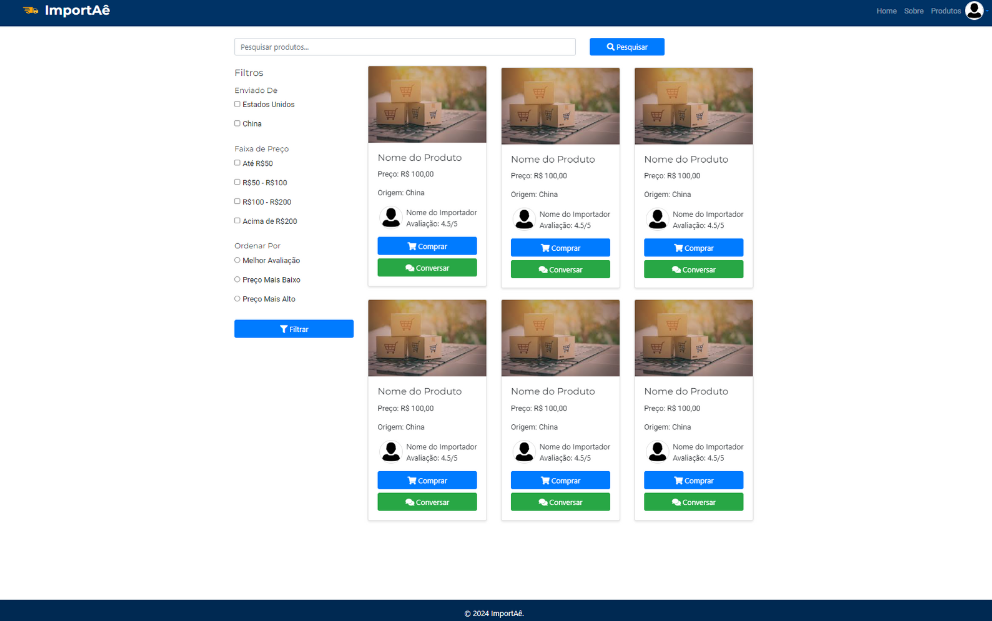 ImportAê
Home Sobre Produtos
Pesquisar produtos...
Pesquisar
Filtros
Enviado De
Estados Unidos
China
Faixa de Preço
Até R$50
R$50 - R$100
R$100 - R$200
Acima de R$200
Ordenar Por
Melhor Avaliação
Preço Mais Baixo
Preço Mais Alto
Filtrar
Nome do Produto
Preço: R$ 100,00
Origem: China
Nome do Importador
Avaliação: 4.5/5
Comprar
Conversar
Nome do Produto
Preço: R$ 100,00
Origem: China
Nome do Importador
Avaliação: 4.5/5
Comprar
Conversar
Nome do Produto
Preço: R$ 100,00
Origem: China
Nome do Importador
Avaliação: 4.5/5
Comprar
Conversar
Nome do Produto
Preço: R$ 100,00
Origem: China
Nome do Importador
Avaliação: 4.5/5
Comprar
Conversar
Nome do Produto
Preço: R$ 100,00
Origem: China
Nome do Importador
Avaliação: 4.5/5
Comprar
Conversar
Nome do Produto
Preço: R$ 100,00
Origem: China
Nome do Importador
Avaliação: 4.5/5
Comprar
Conversar
© 2024 ImportAê.